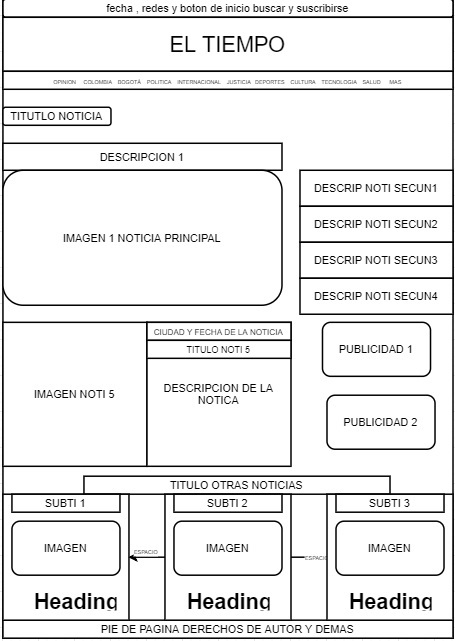 fecha , redes y boton de inicio buscar y suscribirse
EL TIEMPO
OPINION COLOMBIA BOGOTÁ POLITICA INTERNACIONAL JUSTICIA DEPORTES CULTURA TECNOLOGIA SALUD MAS
TITUTLO NOTICIA
DESCRIPCION 1
IMAGEN 1 NOTICIA PRINCIPAL
DESCRIP NOTI SECUN1
DESCRIP NOTI SECUN2
DESCRIP NOTI SECUN3
DESCRIP NOTI SECUN4
IMAGEN NOTI 5
CIUDAD Y FECHA DE LA NOTICIA
TITULO NOTI 5
DESCRIPCION DE LA
NOTICA
PUBLICIDAD 1
PUBLICIDAD 2
TITULO OTRAS NOTICIAS
SUBTI 1
IMAGEN
Heading
ESPACIO
SUBTI 2
IMAGEN
Heading
ESPACIO
SUBTI 3
IMAGEN
Heading
PIE DE PAGINA DERECHOS DE AUTOR Y DEMAS